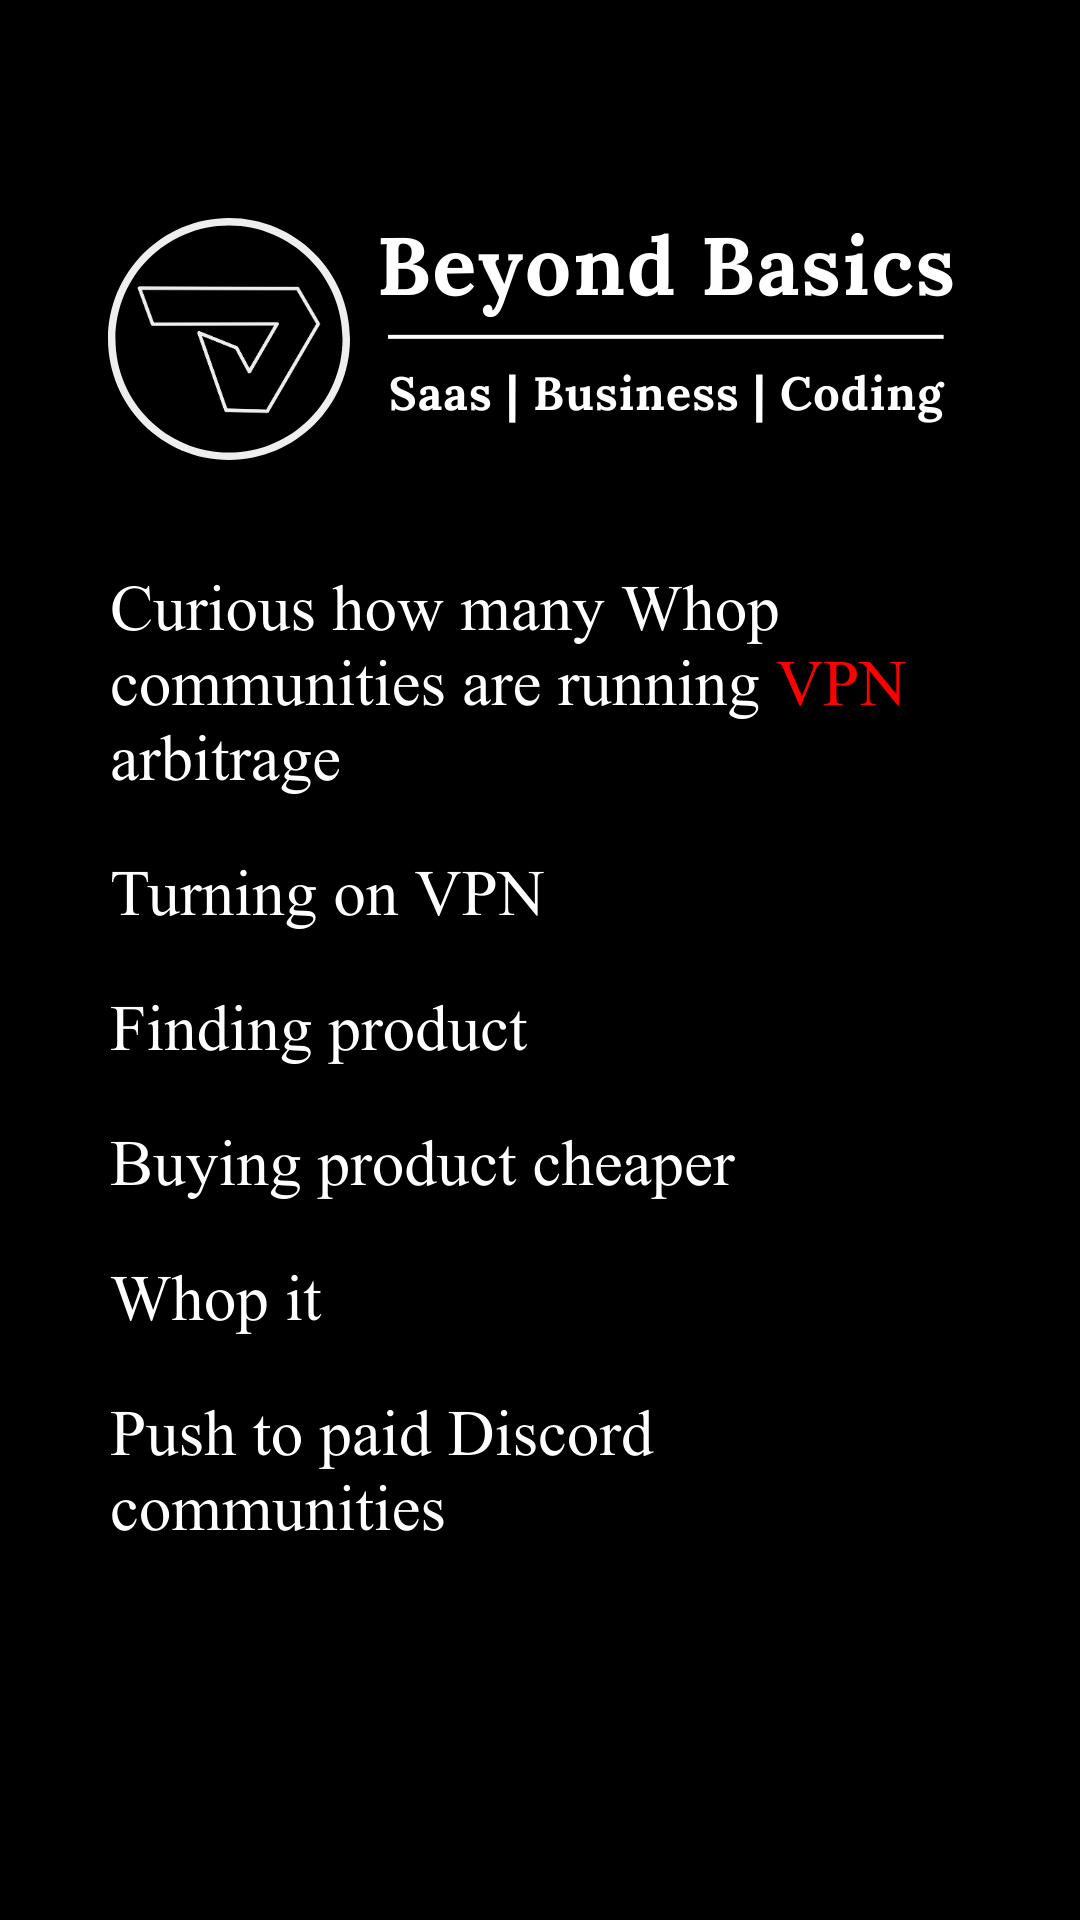 Beyond Basics
Saas | Business | Coding
Curious how many Whop
communities are running VPN
arbitrage
Turning on VPN
Finding product
Buying product cheaper
Whop it
Push to paid Discord
communities